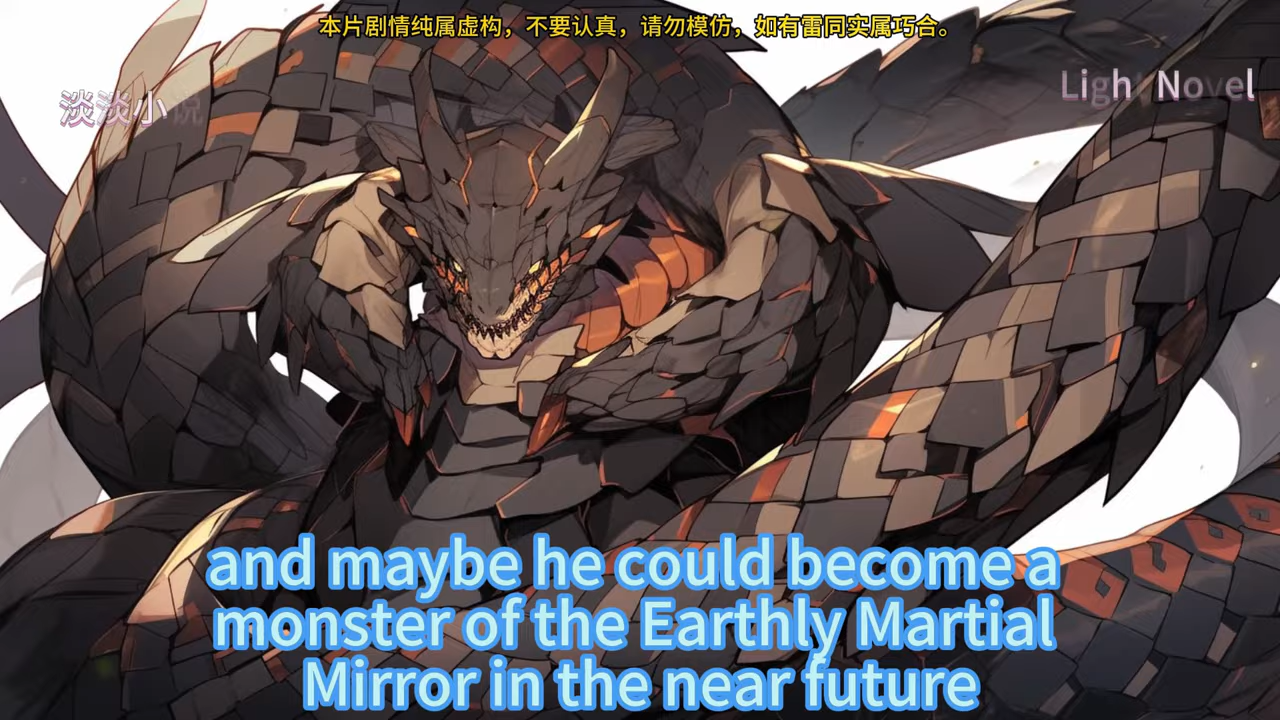 本片剧情纯属虚构，不要认真，请勿模仿，如有雷同实属巧合。
淡淡小说
Light Novel
and maybe he could become a
monster of the Earthly Martial
Mirror in the near future